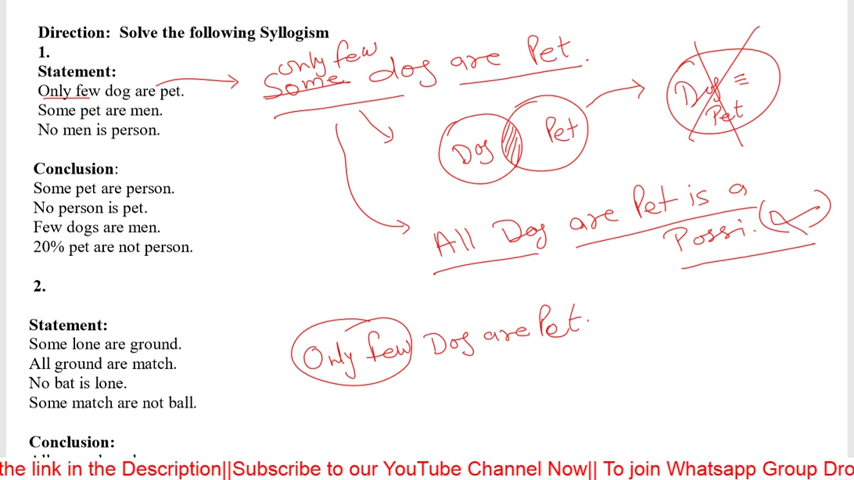 Direction: Solve the following Syllogism
1.
Statement:
Only few dog are pet.
Some pet are men.
No men is person.
Conclusion:
Some pet are person.
No person is pet.
Few dogs are men.
20% pet are not person.
2.
Statement:
Some lone are ground.
All ground are match.
No bat is lone.
Some match are not ball.
Conclusion:
only few
Some dog are Pet.
Dog Pet
Dog =
Pet
All Dog are Pet is a
Possi.
Only few Dog are Pet.
the link in the Description||Subscribe to our YouTube Channel Now|| To join Whatsapp Group Dro